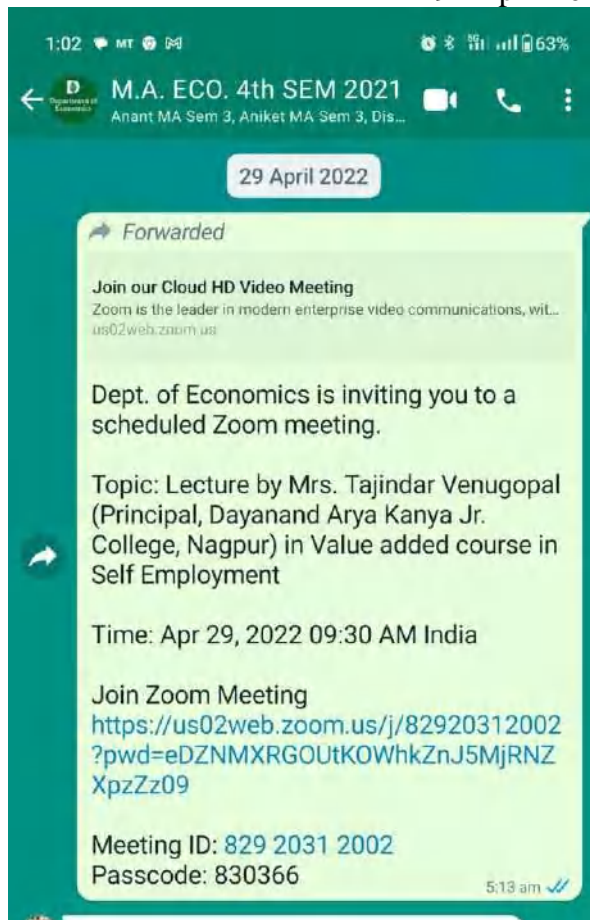 1:02 MT 63%
D
Department of
Economics
M.A. ECO. 4th SEM 2021
Anant MA Sem 3, Aniket MA Sem 3, Dis...
29 April 2022
Forwarded
Join our Cloud HD Video Meeting
Zoom is the leader in modern enterprise video communications, wit...
us02web.zoom.us
Dept. of Economics is inviting you to a
scheduled Zoom meeting.
Topic: Lecture by Mrs. Tajindar Venugopal
(Principal, Dayanand Arya Kanya Jr.
College, Nagpur) in Value added course in
Self Employment
Time: Apr 29, 2022 09:30 AM India
Join Zoom Meeting
https://us02web.zoom.us/j/82920312002
?pwd=eDZNMXRGOUtKOWhkZnJ5MjRNZ
XpzZz09
Meeting ID: 829 2031 2002
Passcode: 830366
5:13 am